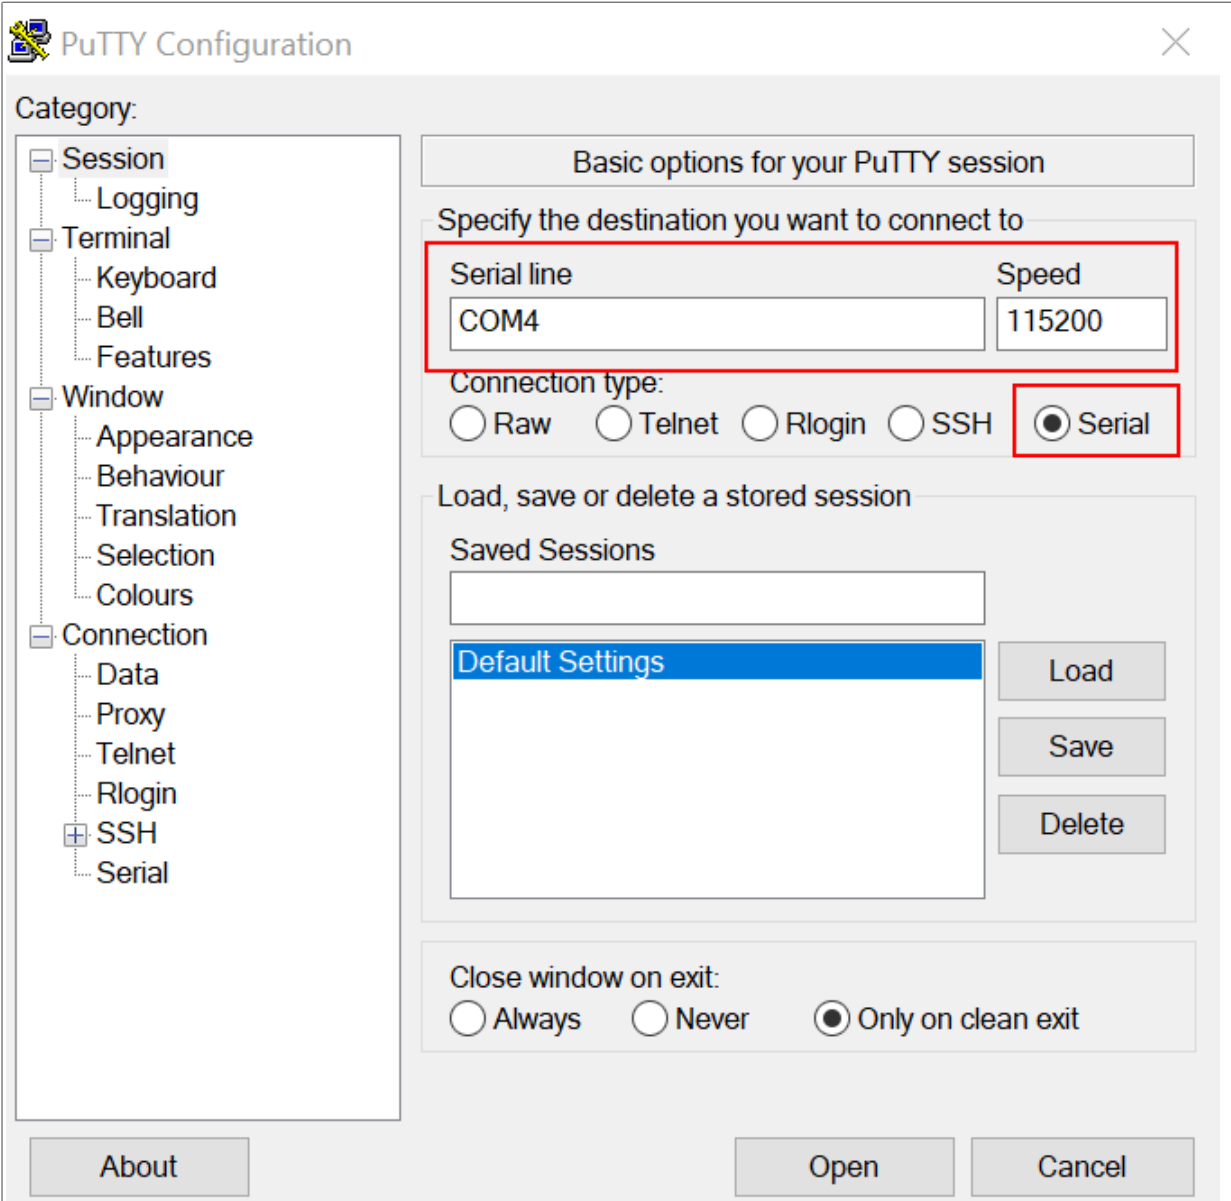 PuTTY Configuration
Category:
Session
Logging
Terminal
Keyboard
Bell
Features
Window
Appearance
Behaviour
Translation
Selection
Colours
Connection
Data
Proxy
Telnet
Rlogin
SSH
Serial
Basic options for your PuTTY session
Specify the destination you want to connect to
Serial line Speed
COM4 115200
Connection type:
Raw Telnet Rlogin SSH Serial
Load, save or delete a stored session
Saved Sessions
Default Settings
Load
Save
Delete
Close window on exit:
Always Never Only on clean exit
About Open Cancel